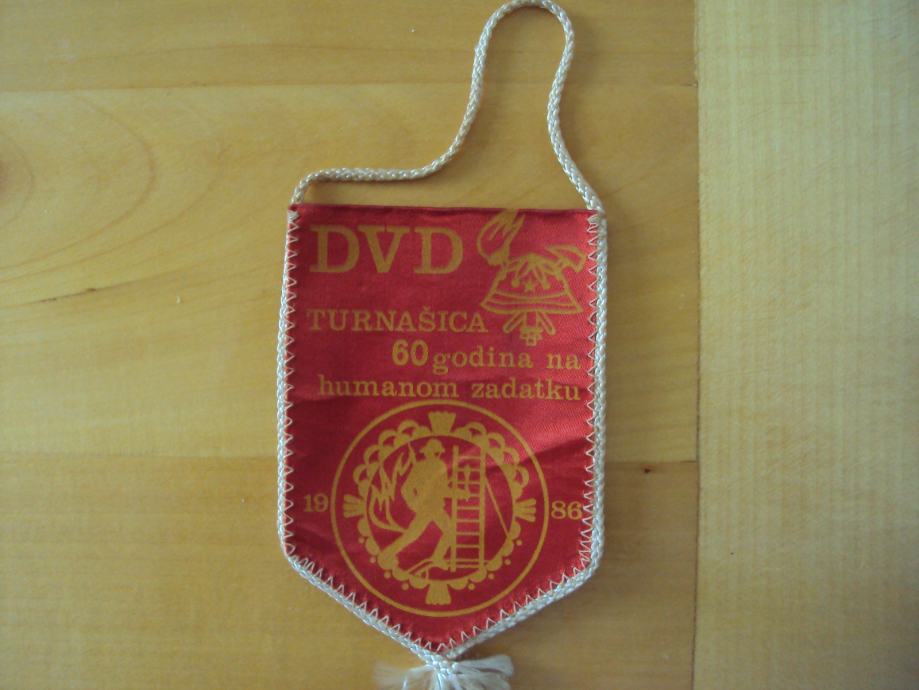 DVD
TURNAŠICA
60 godina na
humanom zadatku
19 86